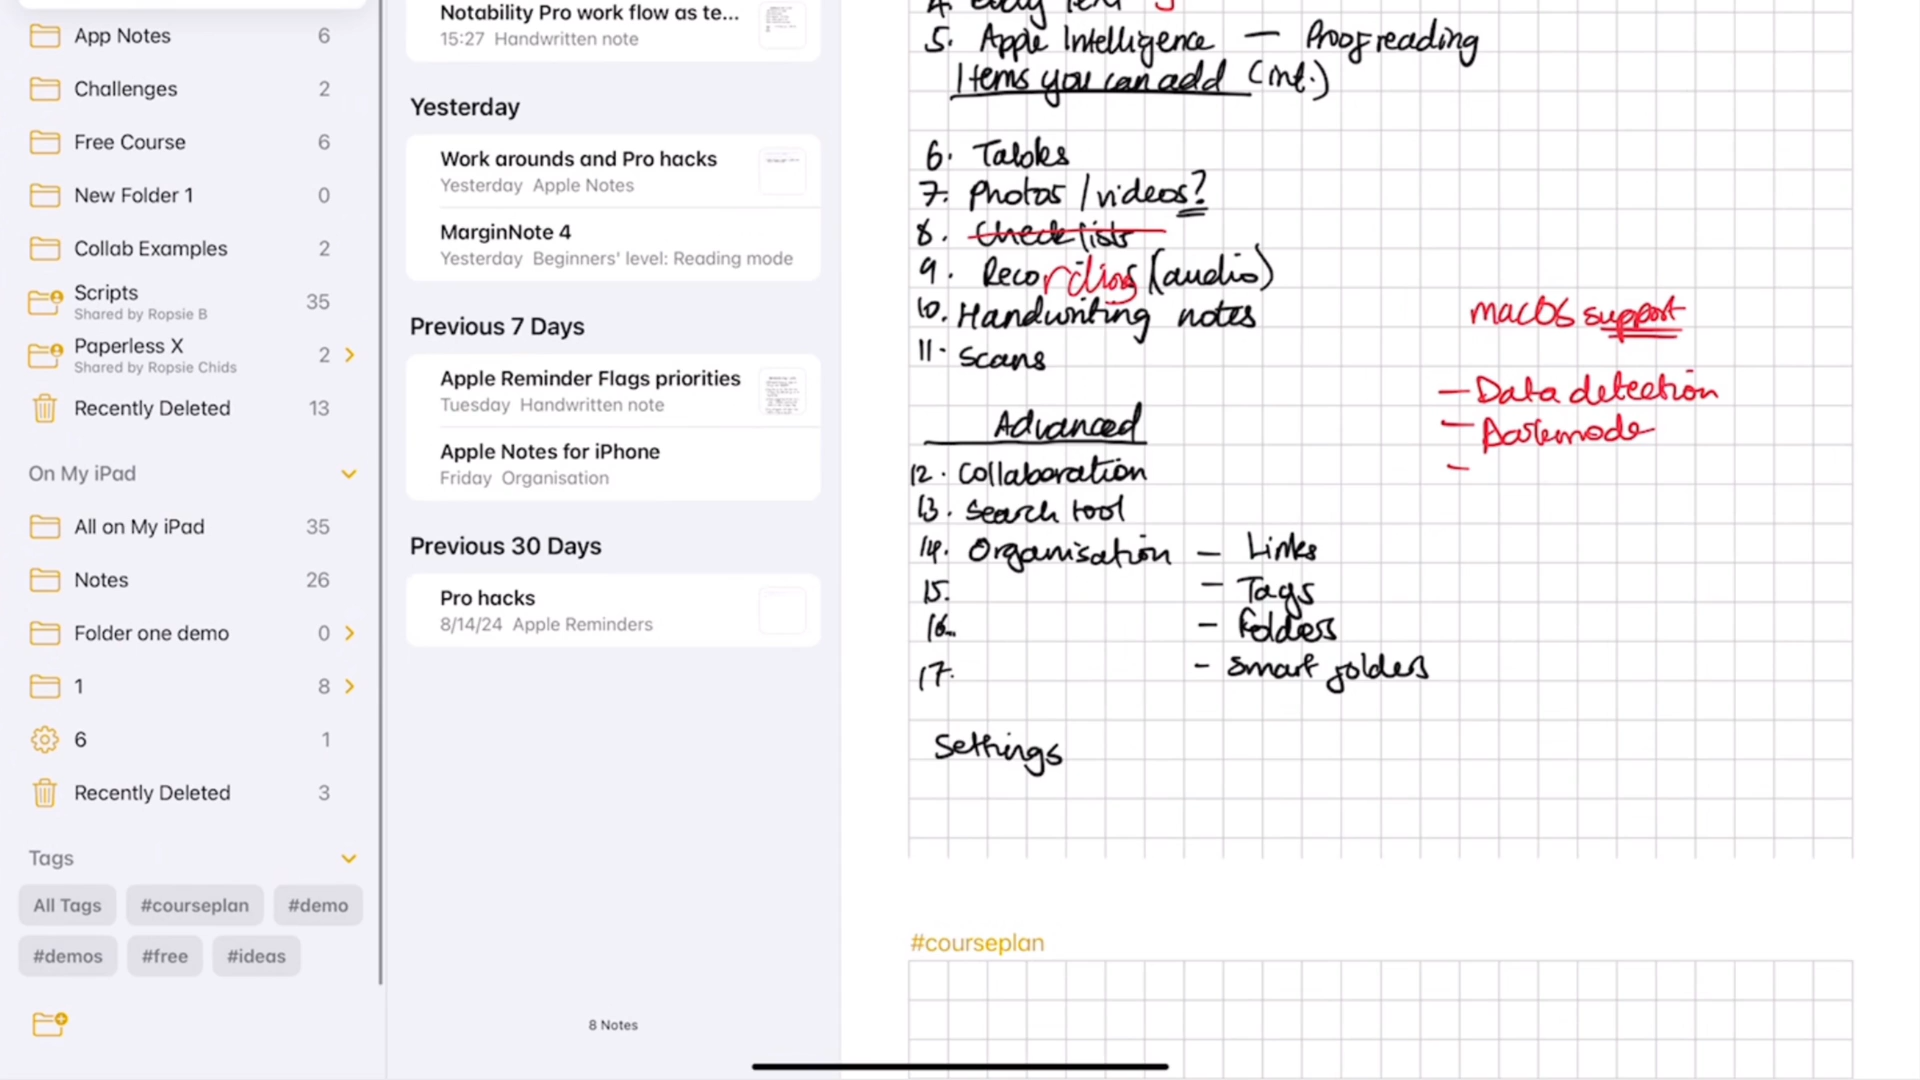 App Notes 6
Challenges 2
Free Course 6
New Folder 1 0
Collab Examples 2
Scripts 35
Shared by Ropsie B
Paperless X 2
Shared by Ropsie Chids
Recently Deleted 13
On My iPad
All on My iPad 35
Notes 26
Folder one demo 0
1 8
6 1
Recently Deleted 3
Tags
All Tags #courseplan #demo
#demos #free #ideas
Notability Pro work flow as te...
15:27 Handwritten note
Yesterday
Work arounds and Pro hacks
Yesterday Apple Notes
MarginNote 4
Yesterday Beginners' level: Reading mode
Previous 7 Days
Apple Reminder Flags priorities
Tuesday Handwritten note
Apple Notes for iPhone
Friday Organisation
Previous 30 Days
Pro hacks
8/14/24 Apple Reminders
8 Notes
5. Apple Intelligence — Proofreading
Items you can add (int.)
6. Tables
7. Photos / videos?
8. Checklists
9. Recordings (audio)
10. Handwriting notes
11. Scans
Advanced
12. Collaboration
13. Search tool
14. Organisation — Links
15. - Tags
16. - Folders
17. - Smart folders
Settings
macOS support
- Data detection
- Darkmode
-
#courseplan